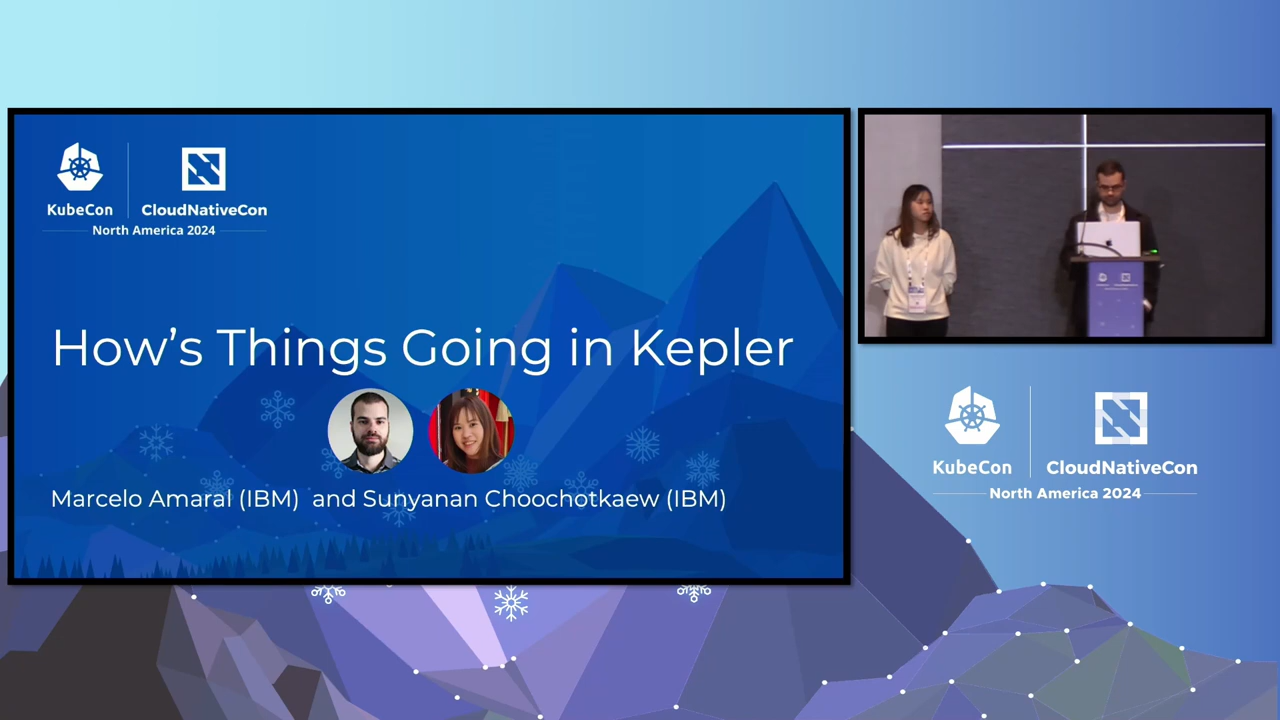 KubeCon
CloudNativeCon
North America 2024
How's Things Going in Kepler
Marcelo Amaral (IBM) and Sunyanan Choochotkaew (IBM)
KubeCon
CloudNativeCon
North America 2024